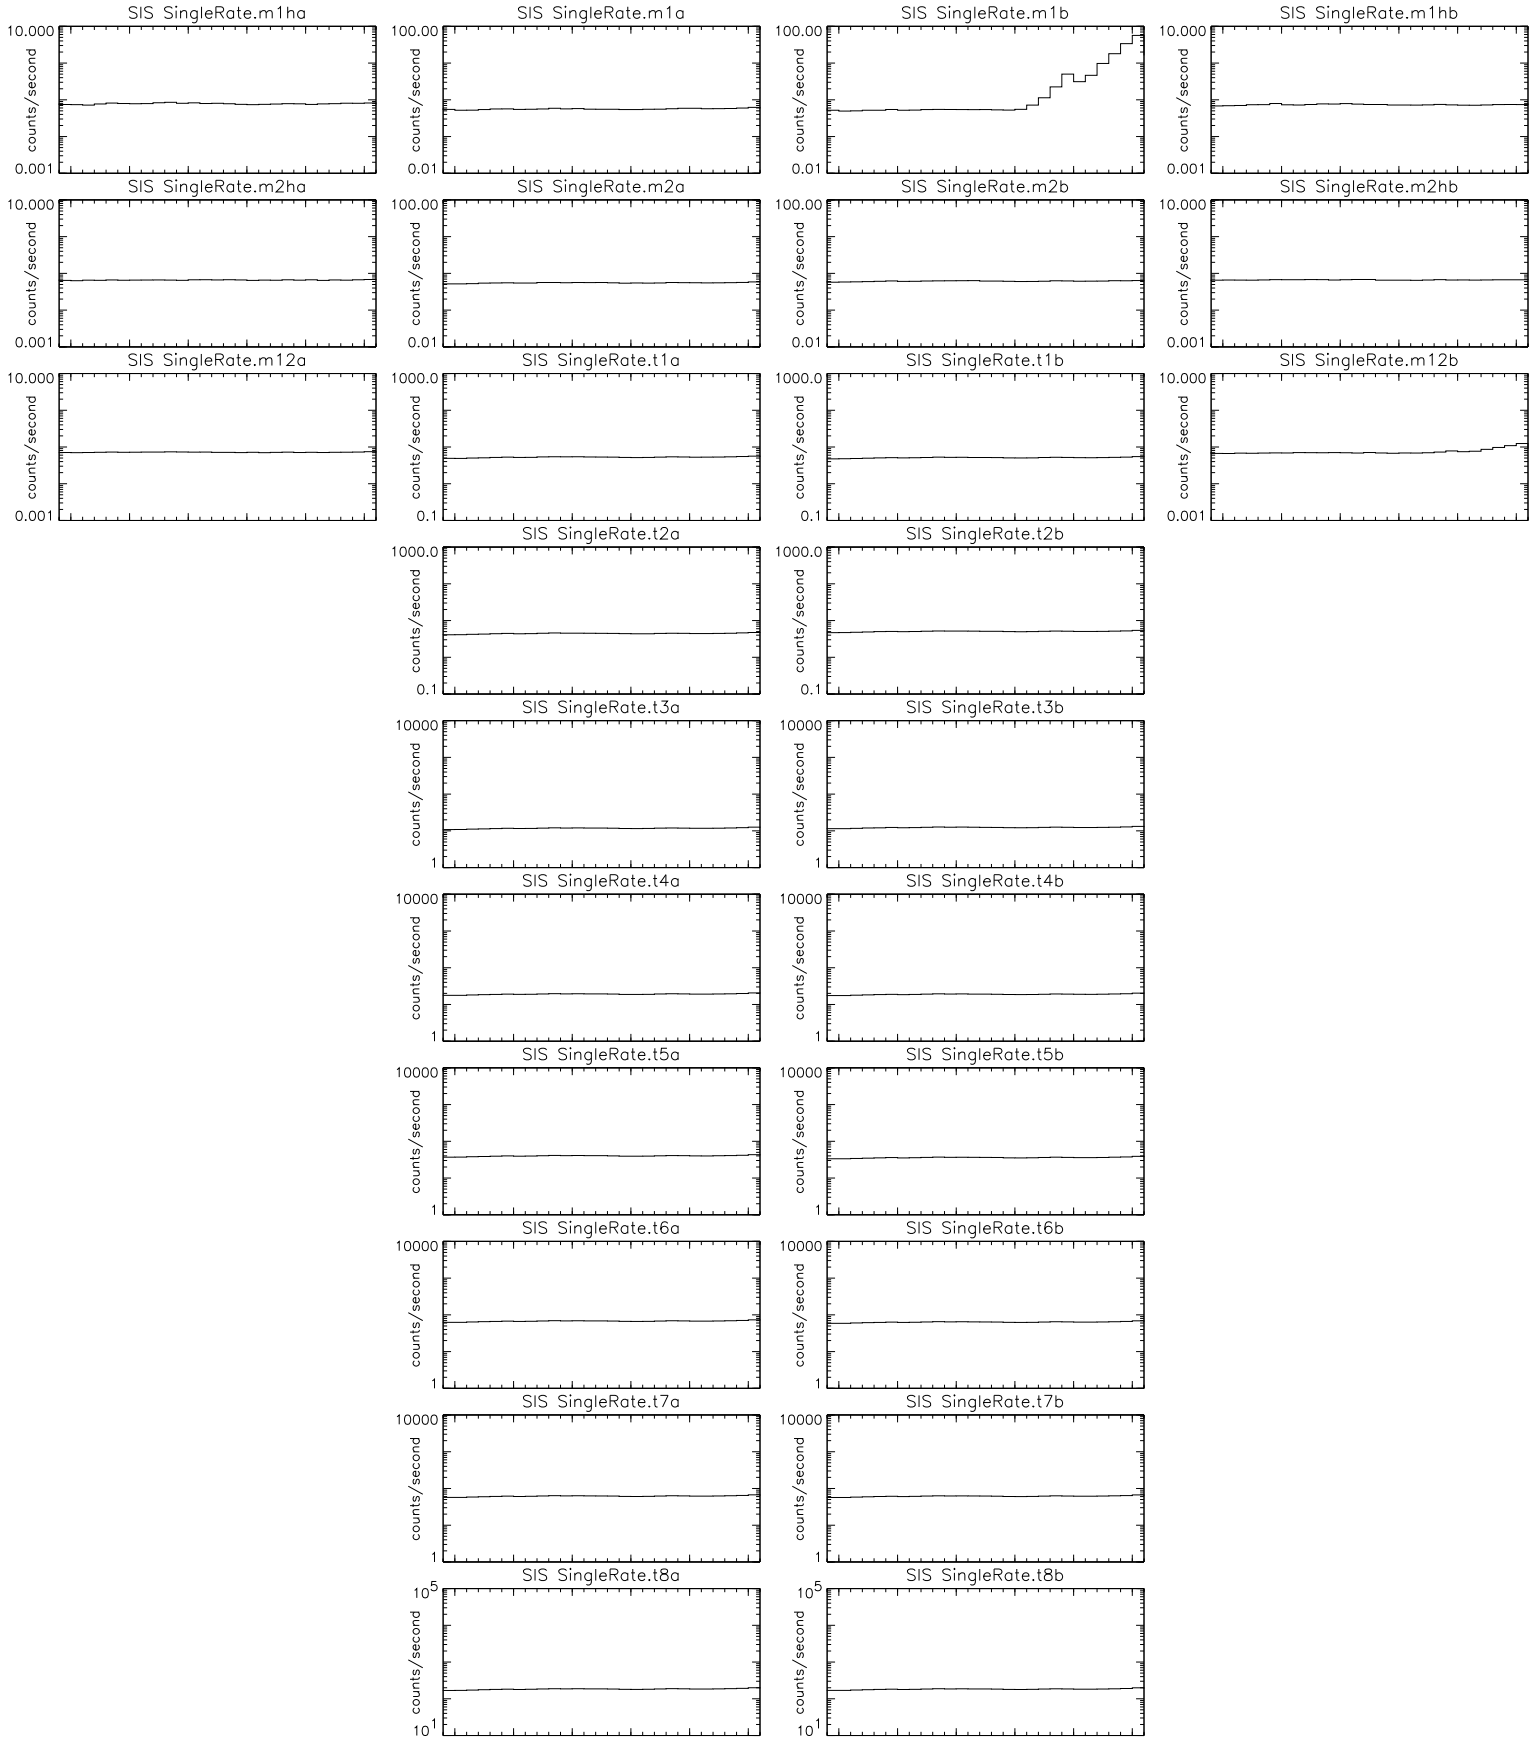 SIS SingleRate.m1ha
10.000
counts/second
0.001
SIS SingleRate.m1a
100.00
counts/second
0.01
SIS SingleRate.m1b
100.00
counts/second
0.01
SIS SingleRate.m1hb
10.000
counts/second
0.001
SIS SingleRate.m2ha
10.000
counts/second
0.001
SIS SingleRate.m2a
100.00
counts/second
0.01
SIS SingleRate.m2b
100.00
counts/second
0.01
SIS SingleRate.m2hb
10.000
counts/second
0.001
SIS SingleRate.m12a
10.000
counts/second
0.001
SIS SingleRate.t1a
1000.0
counts/second
0.1
SIS SingleRate.t1b
1000.0
counts/second
0.1
SIS SingleRate.m12b
10.000
counts/second
0.001
SIS SingleRate.t2a
1000.0
counts/second
0.1
SIS SingleRate.t2b
1000.0
counts/second
0.1
SIS SingleRate.t3a
10000
counts/second
1
SIS SingleRate.t3b
10000
counts/second
1
SIS SingleRate.t4a
10000
counts/second
1
SIS SingleRate.t4b
10000
counts/second
1
SIS SingleRate.t5a
10000
counts/second
1
SIS SingleRate.t5b
10000
counts/second
1
SIS SingleRate.t6a
10000
counts/second
1
SIS SingleRate.t6b
10000
counts/second
1
SIS SingleRate.t7a
10000
counts/second
1
SIS SingleRate.t7b
10000
counts/second
1
SIS SingleRate.t8a
10⁵
counts/second
10¹
SIS SingleRate.t8b
10⁵
counts/second
10¹